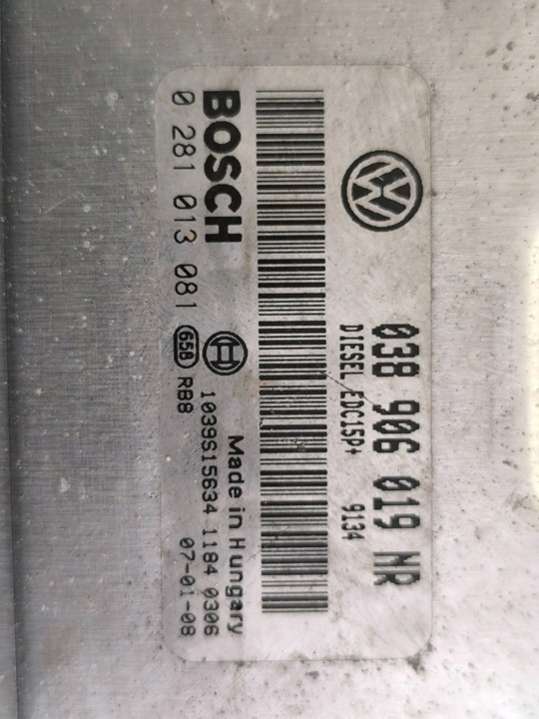 038 906 019 NR
DIESEL EDC15P+ 9134
BOSCH
Made in Hungary
0 281 013 081
658 RB8
1039S15634 1184 0306
07-01-08